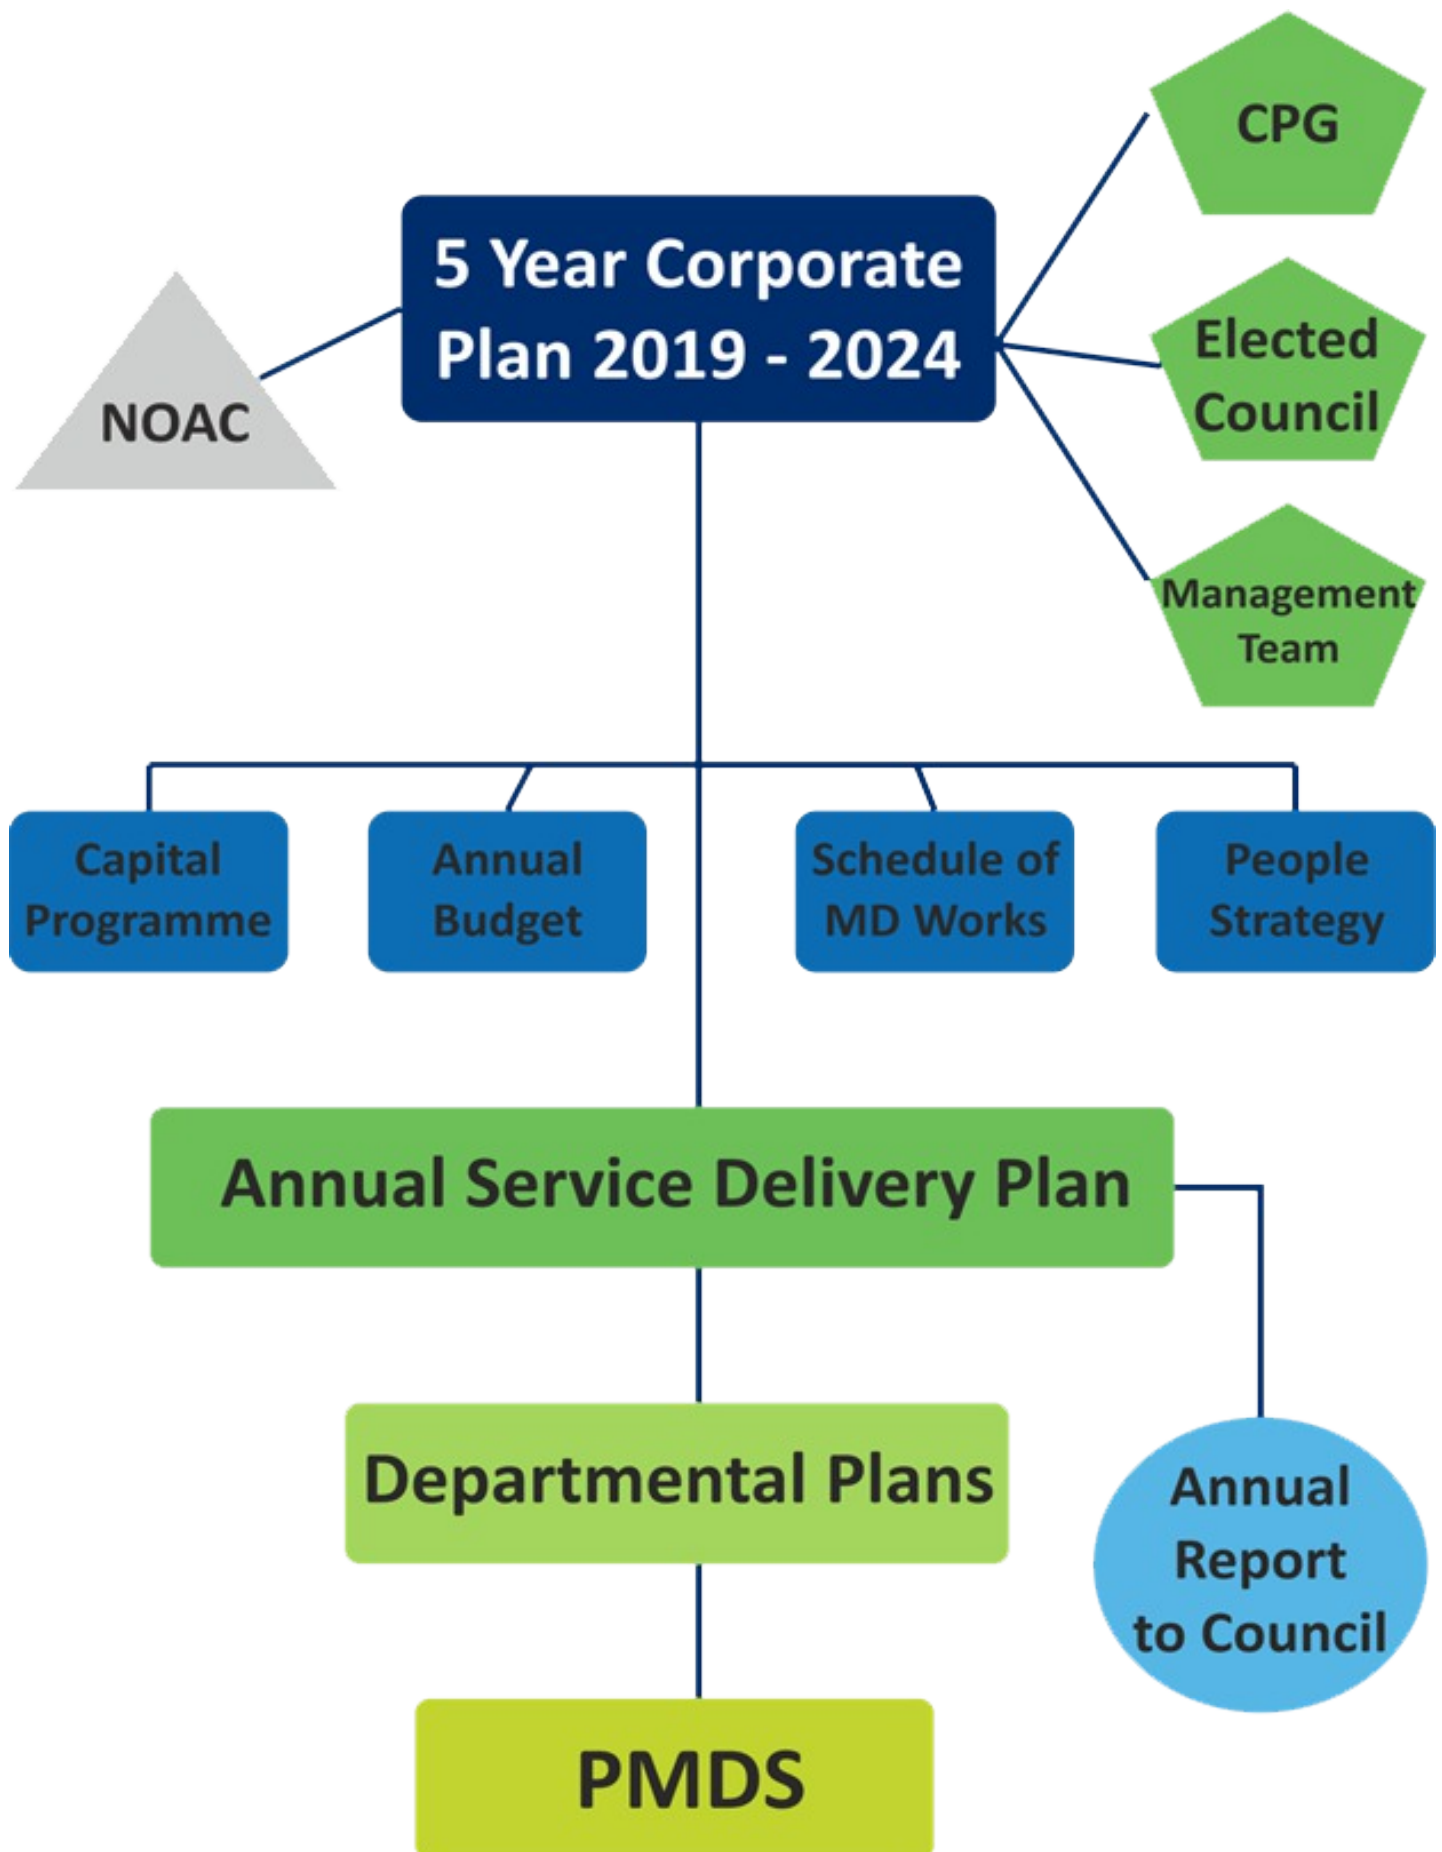 CPG
5 Year Corporate
Plan 2019 - 2024
NOAC
Elected
Council
Management
Team
Capital
Programme
Annual
Budget
Schedule of
MD Works
People
Strategy
Annual Service Delivery Plan
Departmental Plans
Annual
Report
to Council
PMDS